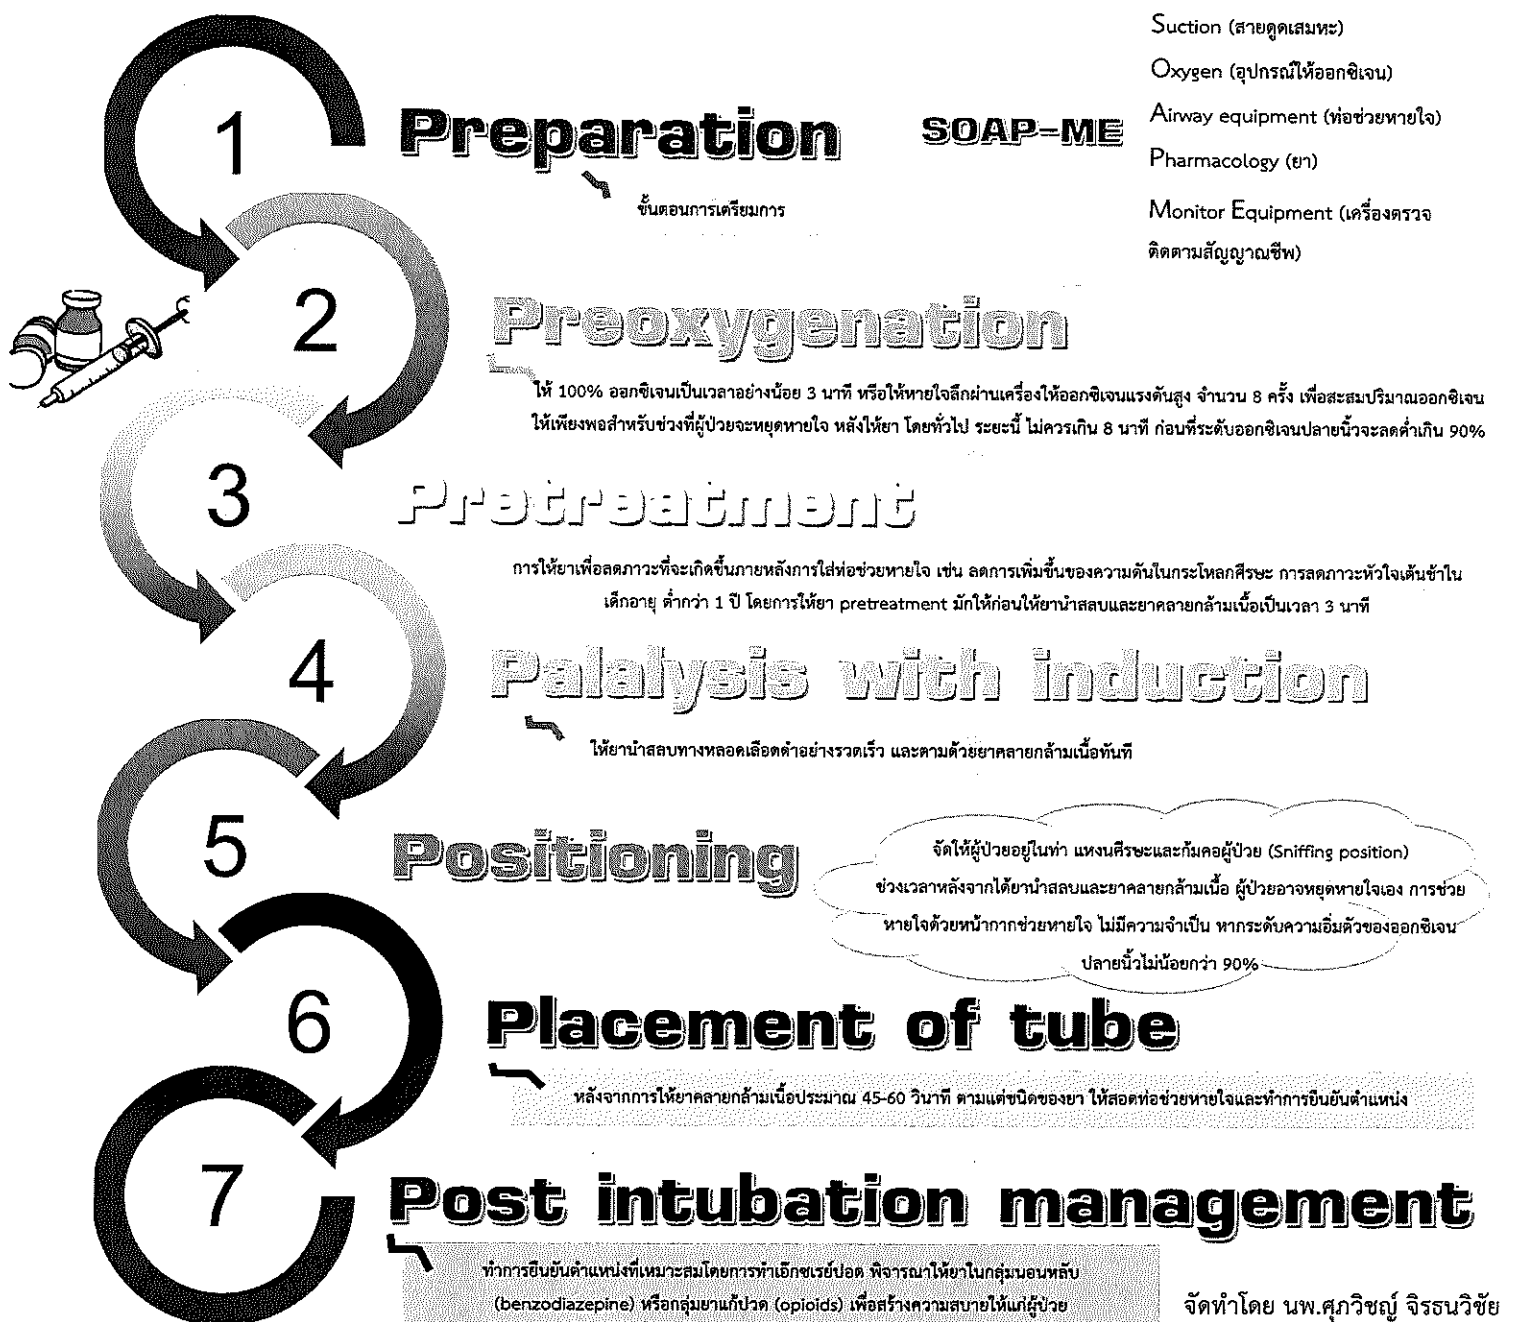 1
Preparation
ขั้นตอนการเตรียมการ
SOAP-ME
Suction (สายดูดเสมหะ)
Oxygen (อุปกรณ์ให้ออกซิเจน)
Airway equipment (ท่อช่วยหายใจ)
Pharmacology (ยา)
Monitor Equipment (เครื่องตรวจ
ติดตามสัญญาณชีพ)
2
Preoxygenation
ให้ 100% ออกซิเจนเป็นเวลาอย่างน้อย 3 นาที หรือให้หายใจลึกผ่านเครื่องให้ออกซิเจนแรงดันสูง จำนวน 8 ครั้ง เพื่อสะสมปริมาณออกซิเจน
ให้เพียงพอสำหรับช่วงที่ผู้ป่วยจะหยุดหายใจ หลังให้ยา โดยทั่วไป ระยะนี้ ไม่ควรเกิน 8 นาที ก่อนที่ระดับออกซิเจนปลายนิ้วจะลดต่ำเกิน 90%
3
Pretreatment
การให้ยาเพื่อลดภาวะที่จะเกิดขึ้นภายหลังการใส่ท่อช่วยหายใจ เช่น ลดการเพิ่มขึ้นของความดันในกระโหลกศีรษะ การลดภาวะหัวใจเต้นช้าใน
เด็กอายุ ต่ำกว่า 1 ปี โดยการให้ยา pretreatment มักให้ก่อนให้ยานำสลบและยาคลายกล้ามเนื้อเป็นเวลา 3 นาที
4
Palalysis with induction
ให้ยานำสลบทางหลอดเลือดดำอย่างรวดเร็ว และตามด้วยยาคลายกล้ามเนื้อทันที
5
Positioning
จัดให้ผู้ป่วยอยู่ในท่า แหงนศีรษะและก้มคอผู้ป่วย (Sniffing position)
ช่วงเวลาหลังจากได้ยานำสลบและยาคลายกล้ามเนื้อ ผู้ป่วยอาจหยุดหายใจเอง การช่วย
หายใจด้วยหน้ากากช่วยหายใจ ไม่มีความจำเป็น หากระดับความอิ่มตัวของออกซิเจน
ปลายนิ้วไม่น้อยกว่า 90%
6
Placement of tube
หลังจากการให้ยาคลายกล้ามเนื้อประมาณ 45-60 วินาที ตามแต่ชนิดของยา ให้สอดท่อช่วยหายใจและทำการยืนยันตำแหน่ง
7
Post intubation management
ทำการยืนยันตำแหน่งที่เหมาะสมโดยการทำเอ็กซเรย์ปอด พิจารณาให้ยาในกลุ่มนอนหลับ
(benzodiazepine) หรือกลุ่มยาแก้ปวด (opioids) เพื่อสร้างความสบายให้แก่ผู้ป่วย
จัดทำโดย นพ.ศุภวิชญ์ จิรธนวิชัย